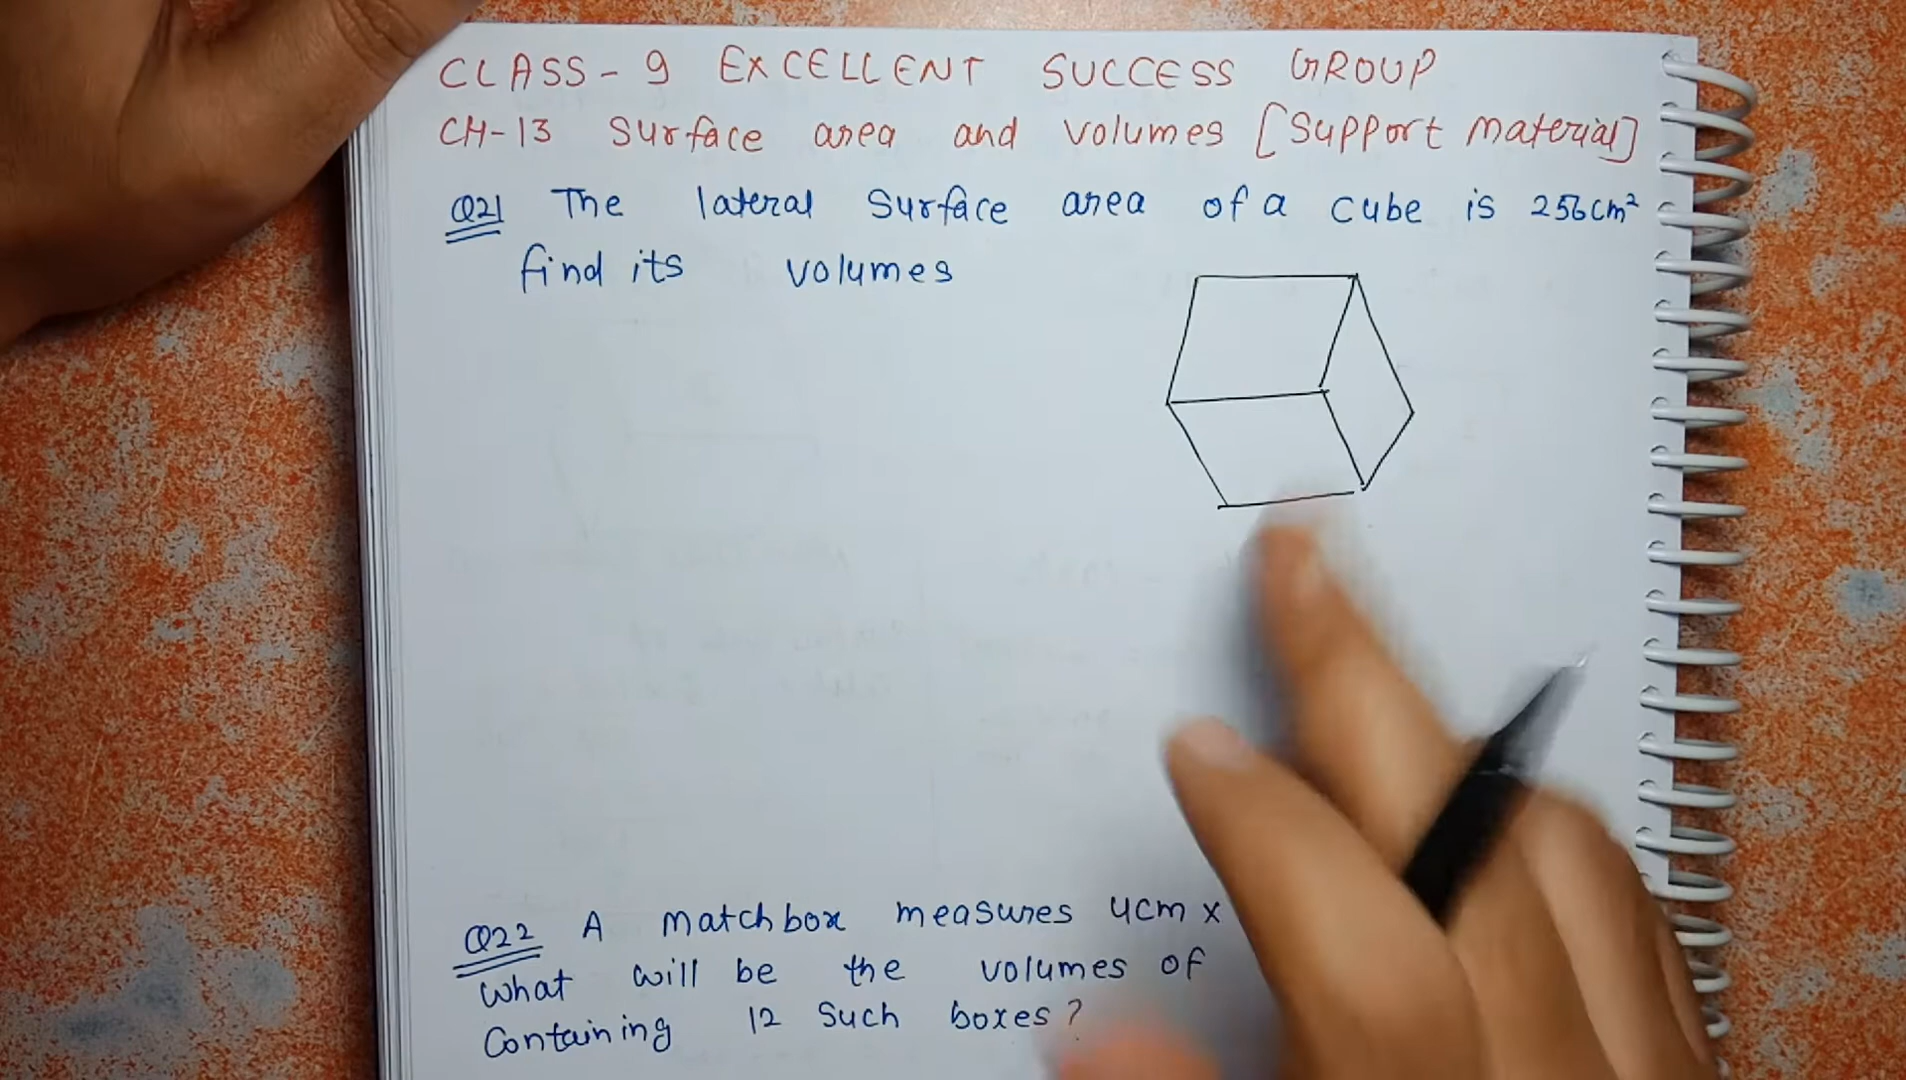 CLASS - 9 EXCELLENT SUCCESS GROUP
CH-13 Surface area and volumes [Support Material]
Q21 The lateral Surface area of a cube is 256cm²
find its volumes
Q22 A Matchbox measures 4cm x
What will be the volumes of
Containing 12 Such boxes?